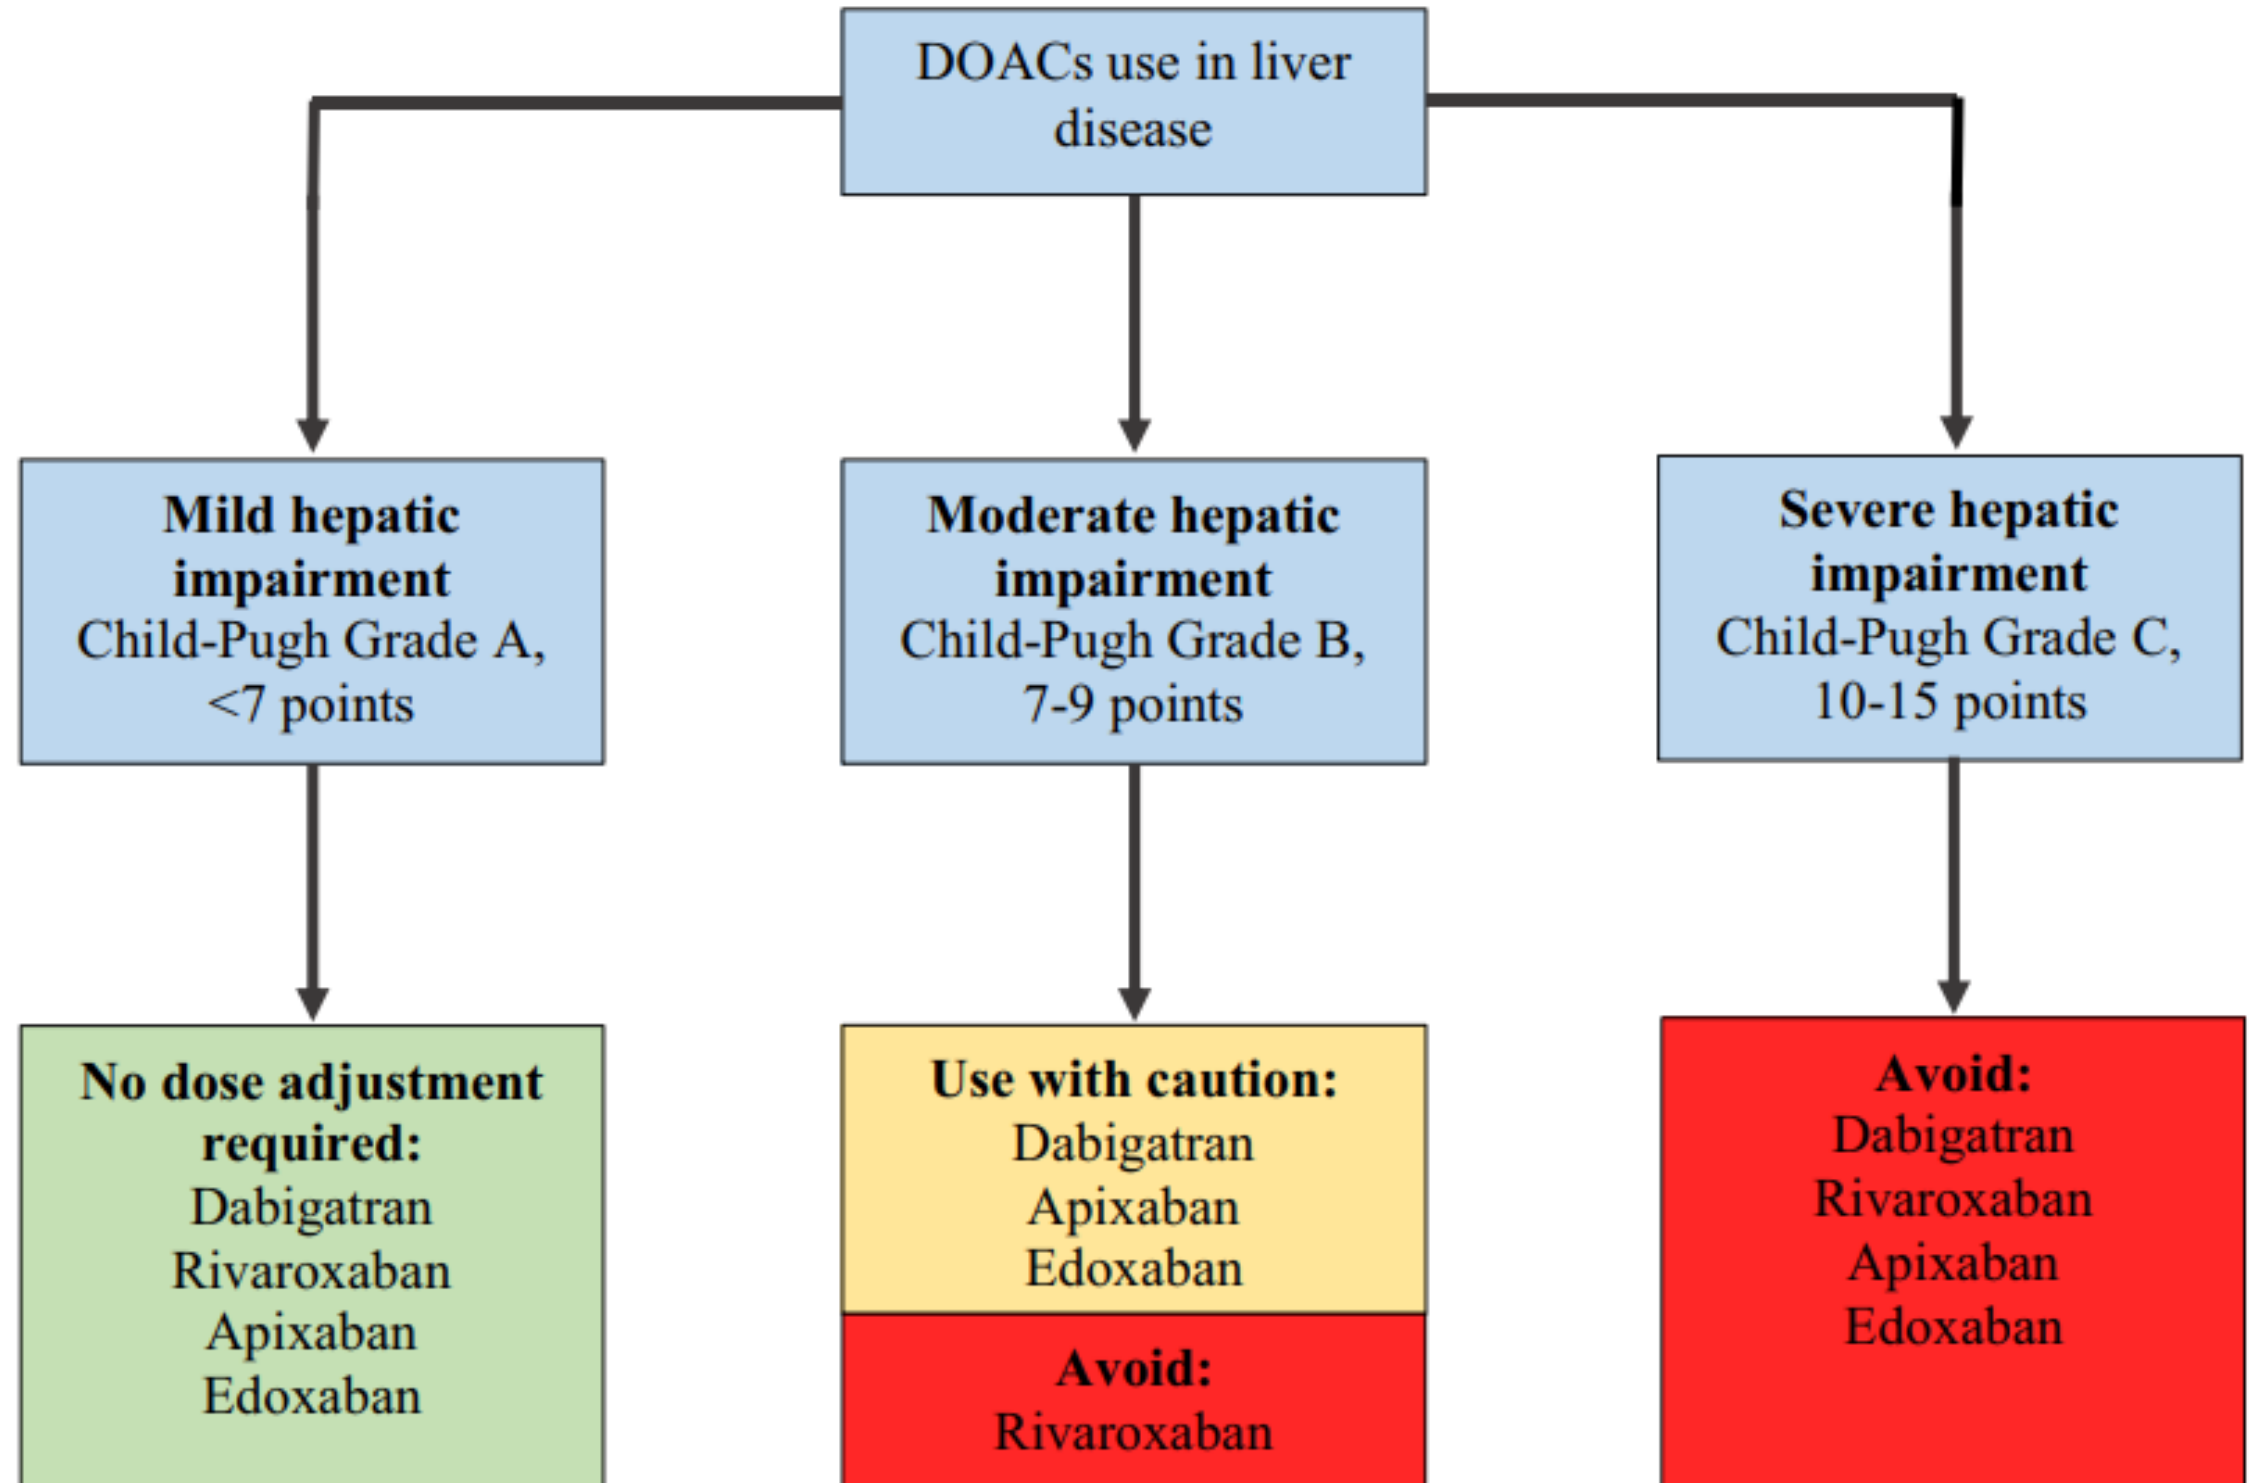 DOACs use in liver
disease
Mild hepatic
impairment
Child-Pugh Grade A,
<7 points
Moderate hepatic
impairment
Child-Pugh Grade B,
7-9 points
Severe hepatic
impairment
Child-Pugh Grade C,
10-15 points
No dose adjustment
required:
Dabigatran
Rivaroxaban
Apixaban
Edoxaban
Use with caution:
Dabigatran
Apixaban
Edoxaban
Avoid:
Rivaroxaban
Avoid:
Dabigatran
Rivaroxaban
Apixaban
Edoxaban